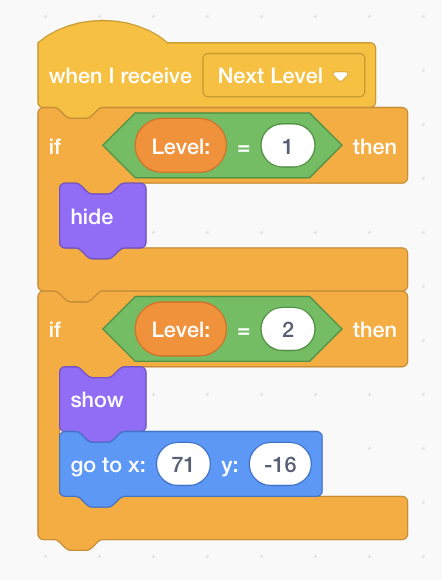 when I receive Next Level
if Level: = 1 then
hide
if Level: = 2 then
show
go to x: 71 y: -16